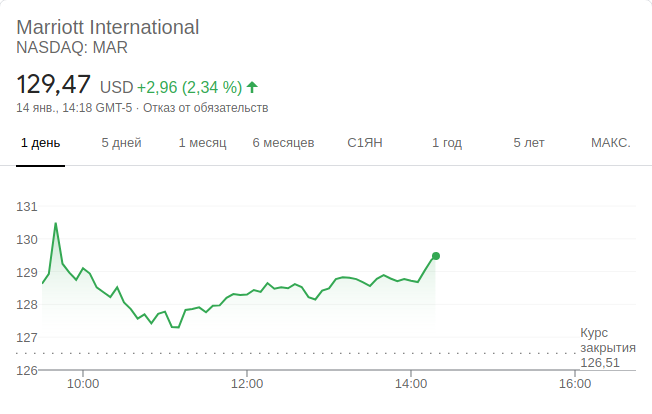 Marriott International
NASDAQ: MAR
129,47 USD +2,96 (2,34 %)
14 янв., 14:18 GMT-5 · Отказ от обязательств
1 день 5 дней 1 месяц 6 месяцев С1ЯН 1 год 5 лет МАКС.
131
130
129
128
127
126
Курс
закрытия
126,51
10:00 12:00 14:00 16:00